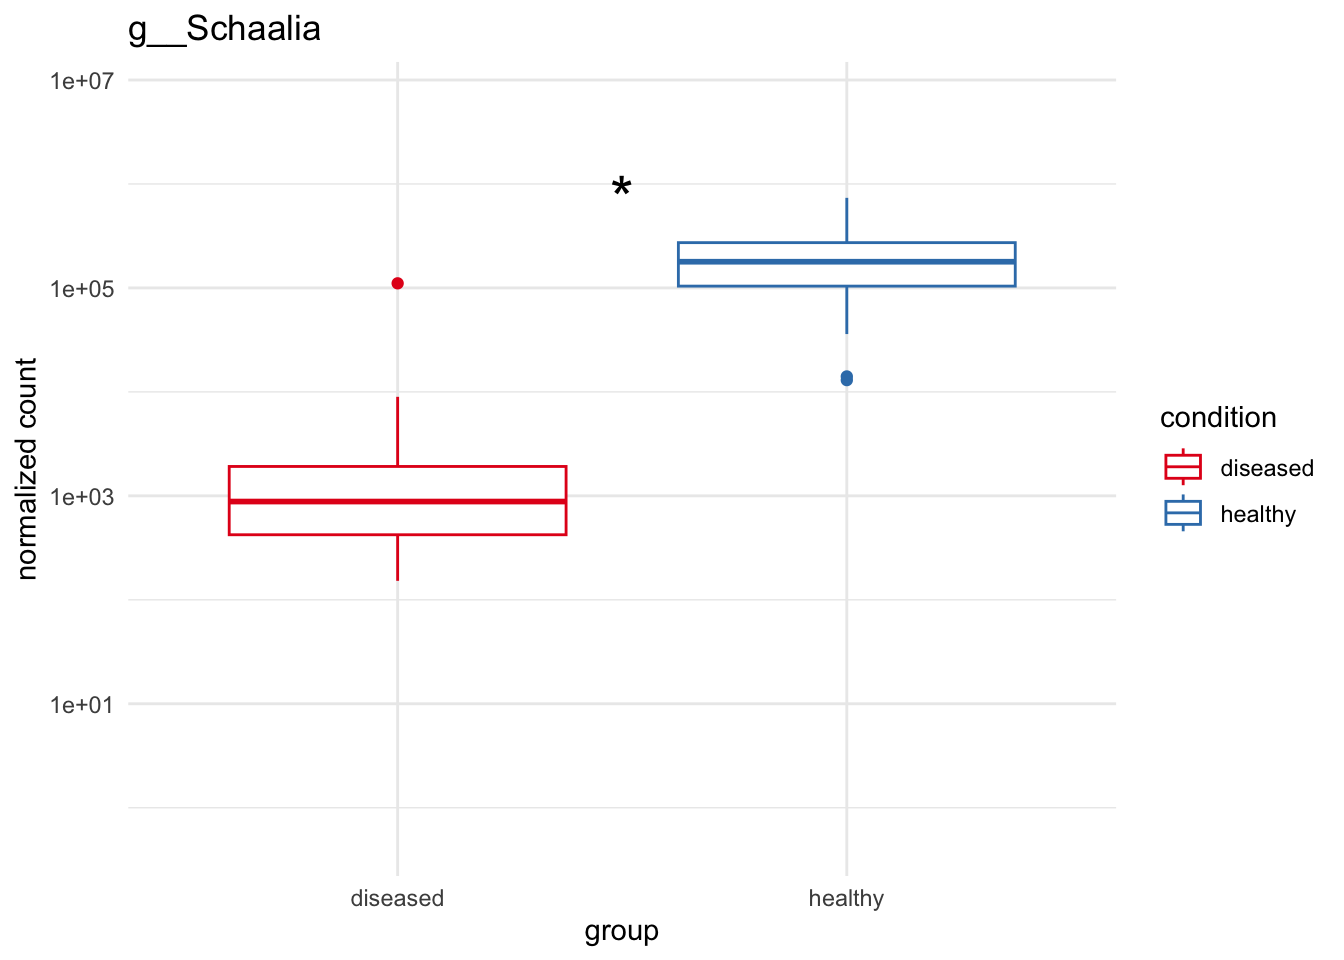 g__Schaalia
1e+07
1e+05
1e+03
1e+01
normalized count
*
diseased
healthy
group
condition
diseased
healthy